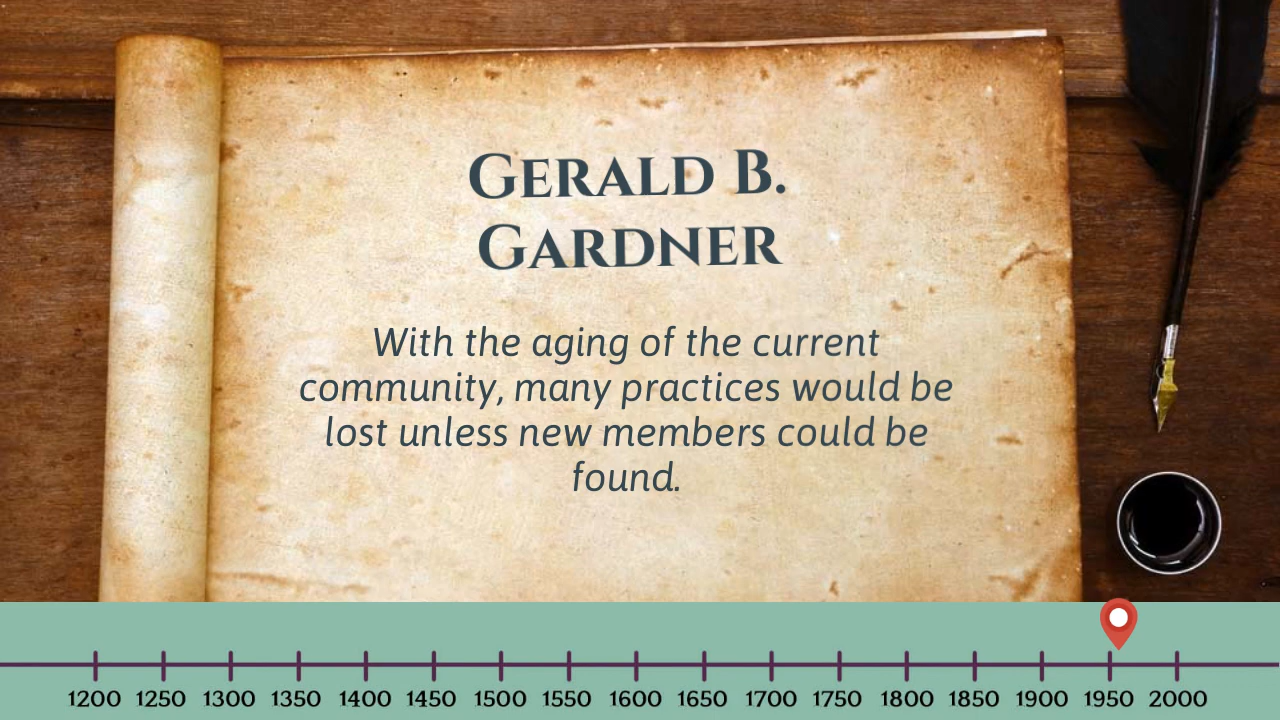 GERALD B.
GARDNER
With the aging of the current
community, many practices would be
lost unless new members could be
found.
1200 1250 1300 1350 1400 1450 1500 1550 1600 1650 1700 1750 1800 1850 1900 1950 2000